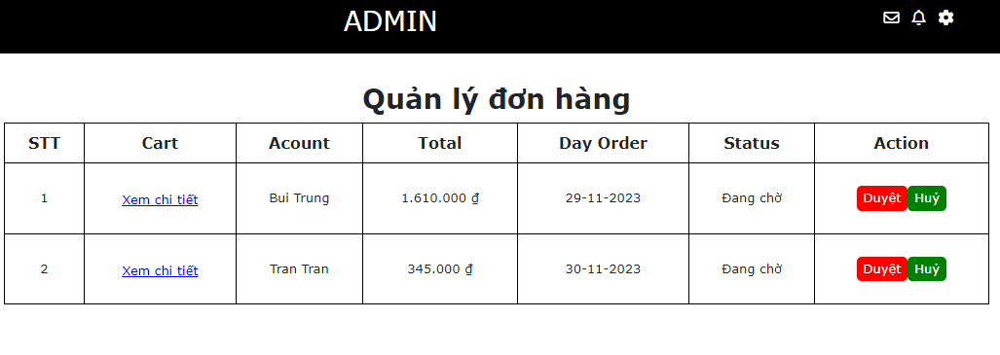 ADMIN
Quản lý đơn hàng
STT Cart Acount Total Day Order Status Action
1 Xem chi tiết Bui Trung 1.610.000 ₫ 29-11-2023 Đang chờ Duyệt Huỷ
2 Xem chi tiết Tran Tran 345.000 ₫ 30-11-2023 Đang chờ Duyệt Huỷ